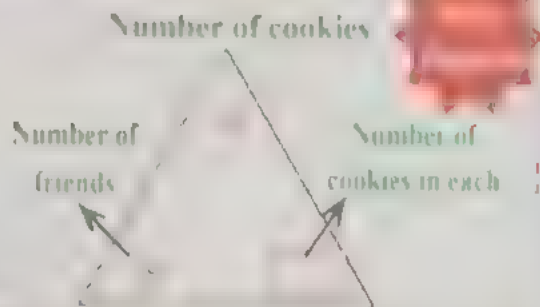 Number of cookies
Number of
friends
Number of
cookies in each